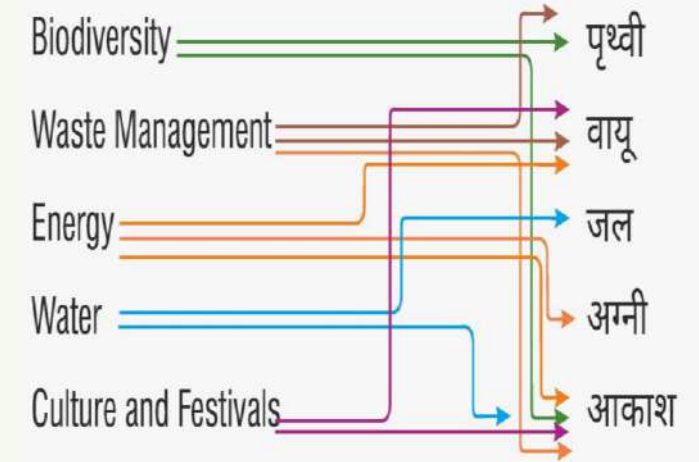 Biodiversity
पृथ्वी
Waste Management
वायू
Energy
जल
Water
अग्नी
Culture and Festivals
आकाश